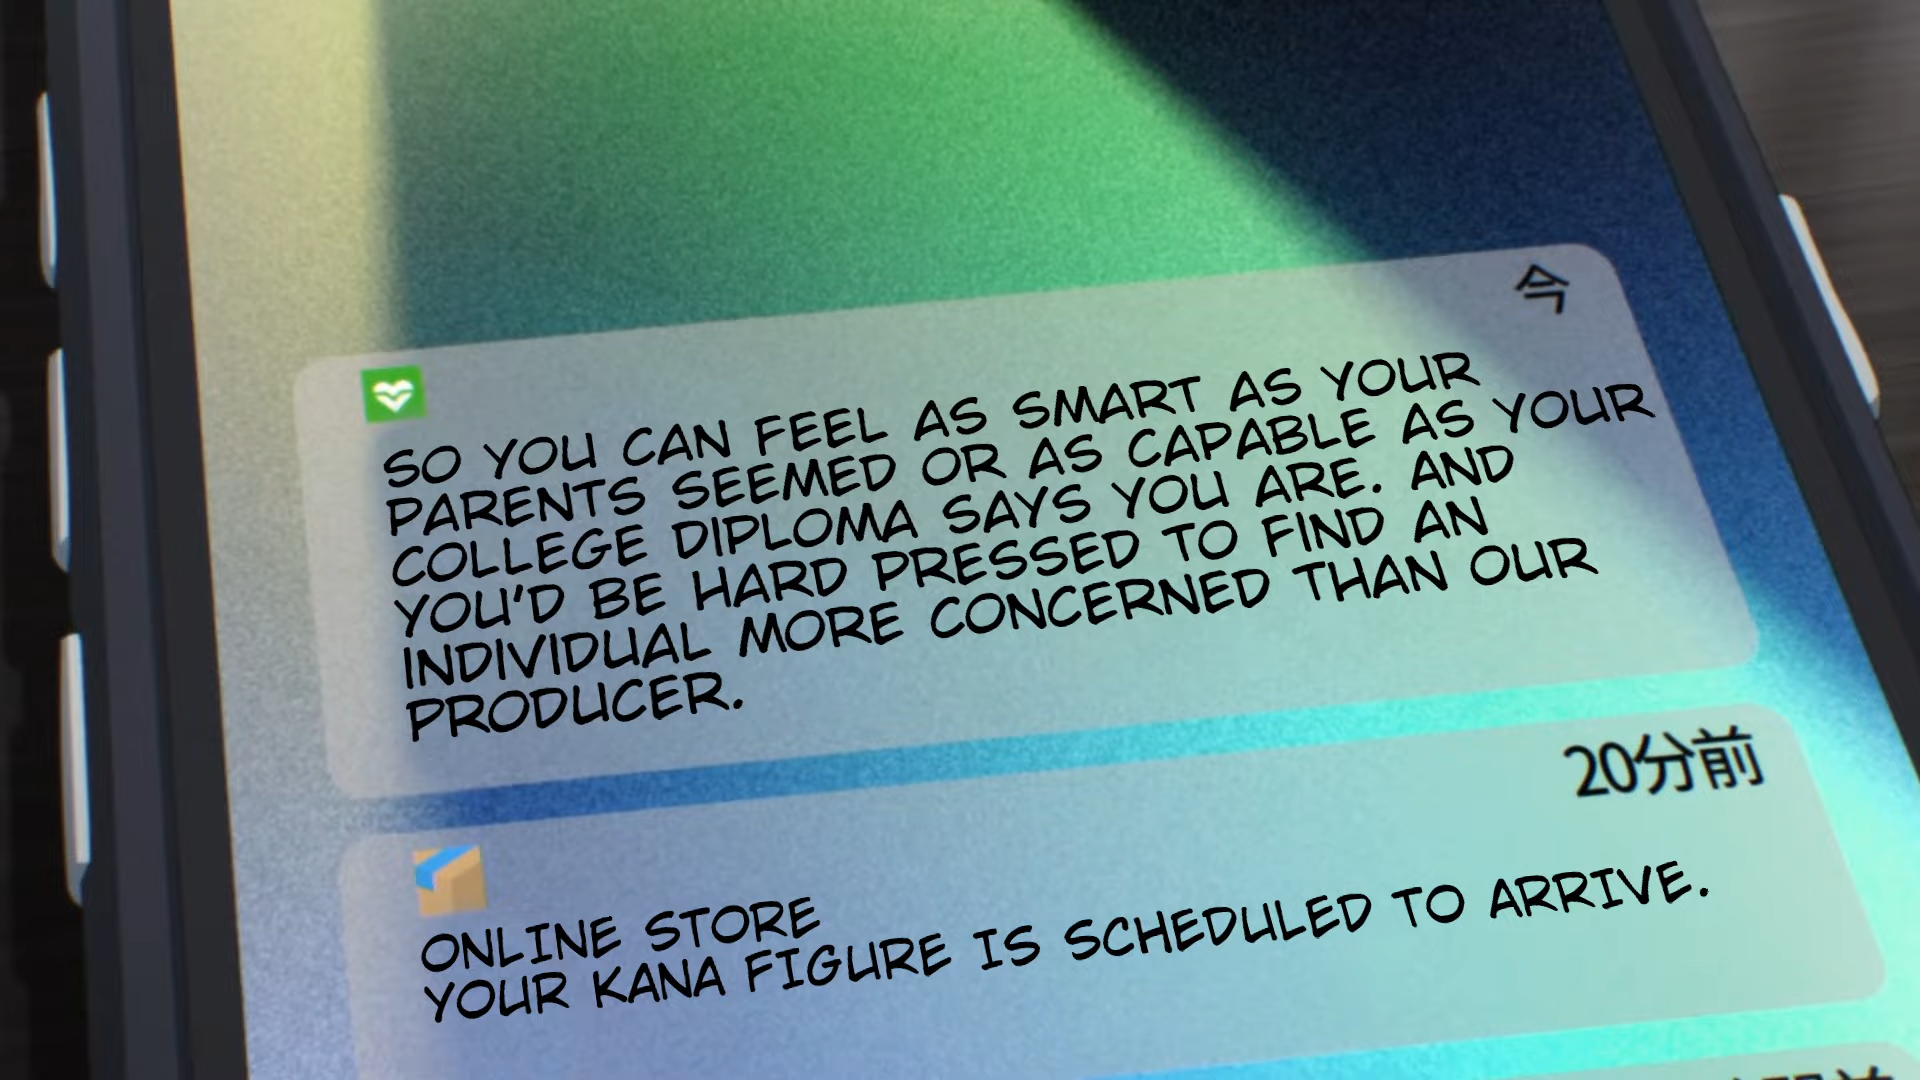 今
SO YOU CAN FEEL AS SMART AS YOUR
PARENTS SEEMED OR AS CAPABLE AS YOUR
COLLEGE DIPLOMA SAYS YOU ARE. AND
YOU'D BE HARD PRESSED TO FIND AN
INDIVIDUAL MORE CONCERNED THAN OUR
PRODUCER.
20分前
ONLINE STORE
YOUR KANA FIGURE IS SCHEDULED TO ARRIVE.